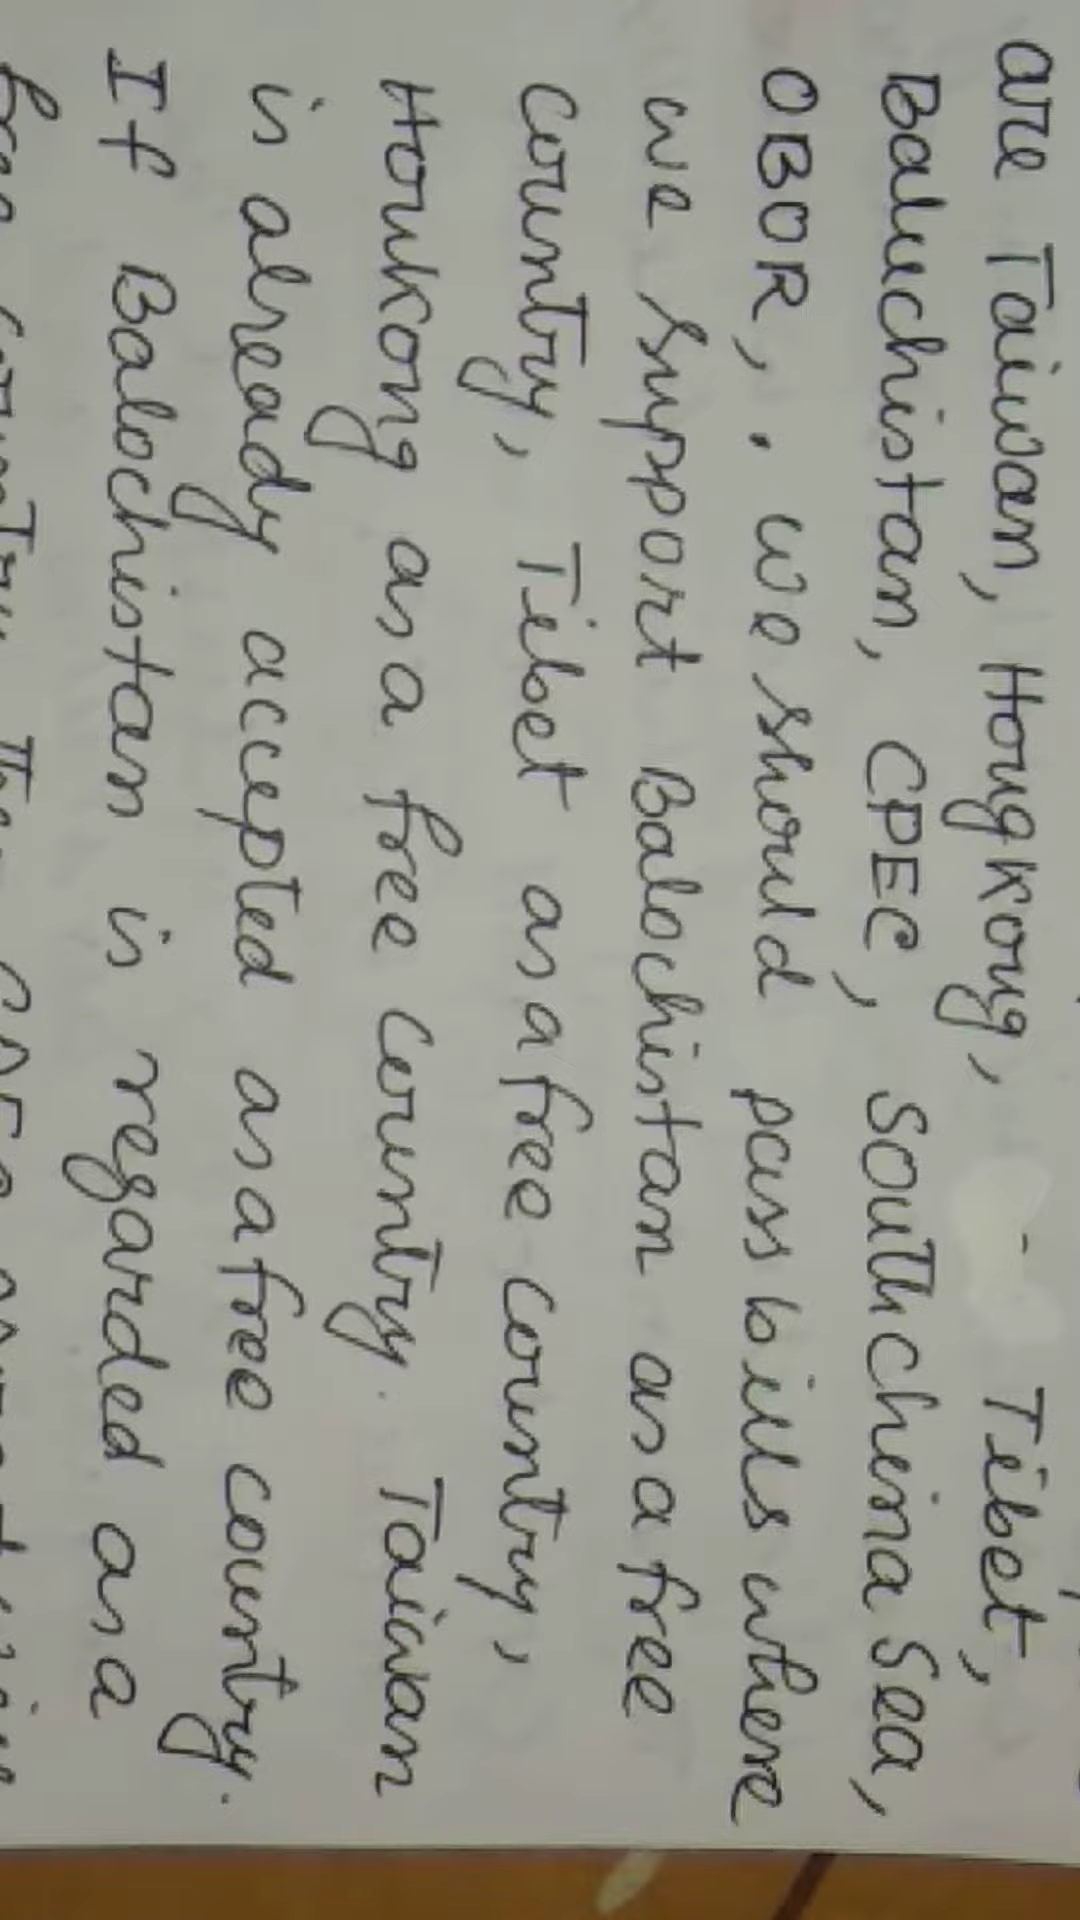 are Taiwan, Hougkoug, Tibet,
Baluchistan, CPEC, South china Sea,
OBOR, . we should pass bills where
we support Balochistan as a free
country, Tibet as a free country,
Houkong as a free country. Taiwan
is already accepted as a free country.
If Balochistan is regarded as a